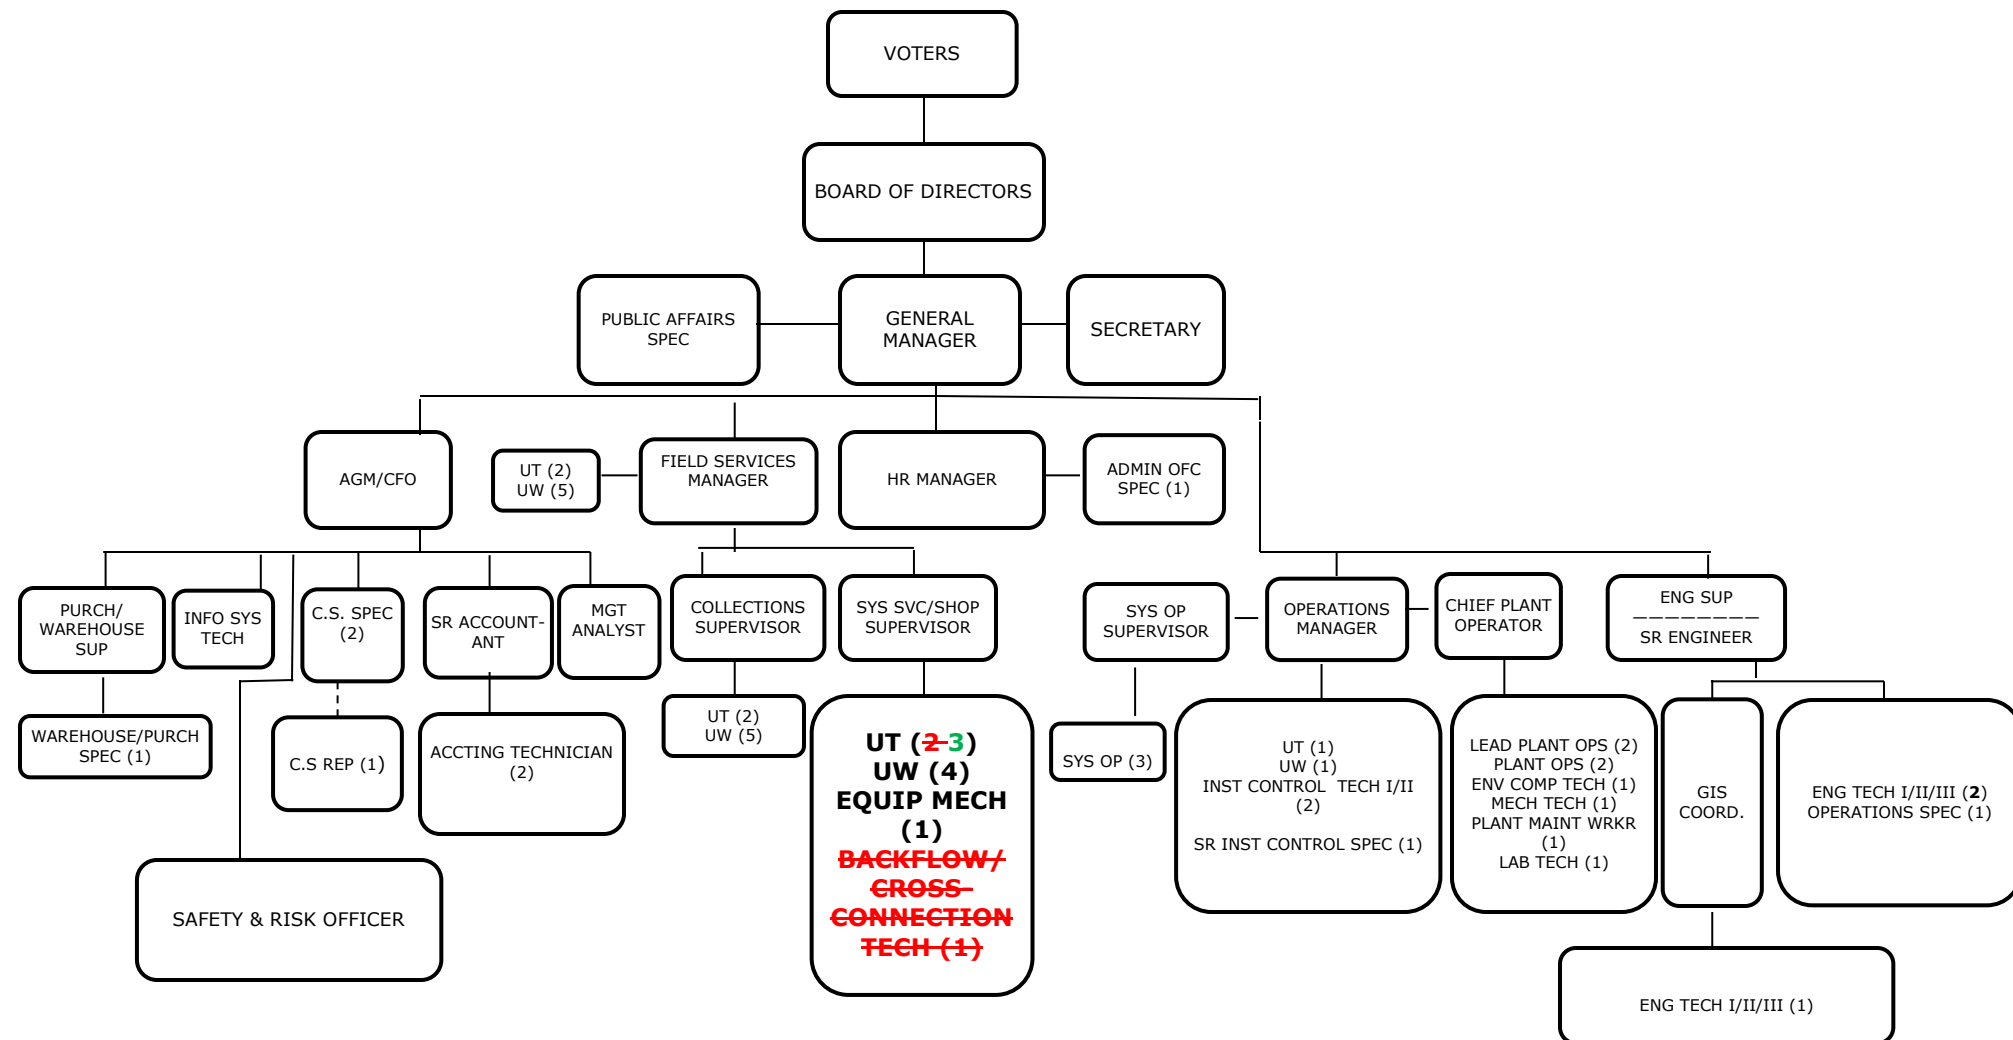 VOTERS
BOARD OF DIRECTORS
PUBLIC AFFAIRS
SPEC
GENERAL
MANAGER
SECRETARY
AGM/CFO
UT (2)
UW (5)
FIELD SERVICES
MANAGER
HR MANAGER
ADMIN OFC
SPEC (1)
PURCH/
WAREHOUSE
SUP
INFO SYS
TECH
C.S. SPEC
(2)
SR ACCOUNT-
ANT
MGT
ANALYST
COLLECTIONS
SUPERVISOR
SYS SVC/SHOP
SUPERVISOR
SYS OP
SUPERVISOR
OPERATIONS
MANAGER
CHIEF PLANT
OPERATOR
ENG SUP
————————
SR ENGINEER
WAREHOUSE/PURCH
SPEC (1)
C.S REP (1)
ACCTING TECHNICIAN
(2)
UT (2)
UW (5)
UT (2 3)
UW (4)
EQUIP MECH
(1)
BACKFLOW/
CROSS-
CONNECTION
TECH (1)
SYS OP (3)
UT (1)
UW (1)
INST CONTROL  TECH I/II
(2)
SR INST CONTROL SPEC (1)
LEAD PLANT OPS (2)
PLANT OPS (2)
ENV COMP TECH (1)
MECH TECH (1)
PLANT MAINT WRKR
(1)
LAB TECH (1)
GIS
COORD.
ENG TECH I/II/III (2)
OPERATIONS SPEC (1)
SAFETY & RISK OFFICER
ENG TECH I/II/III (1)